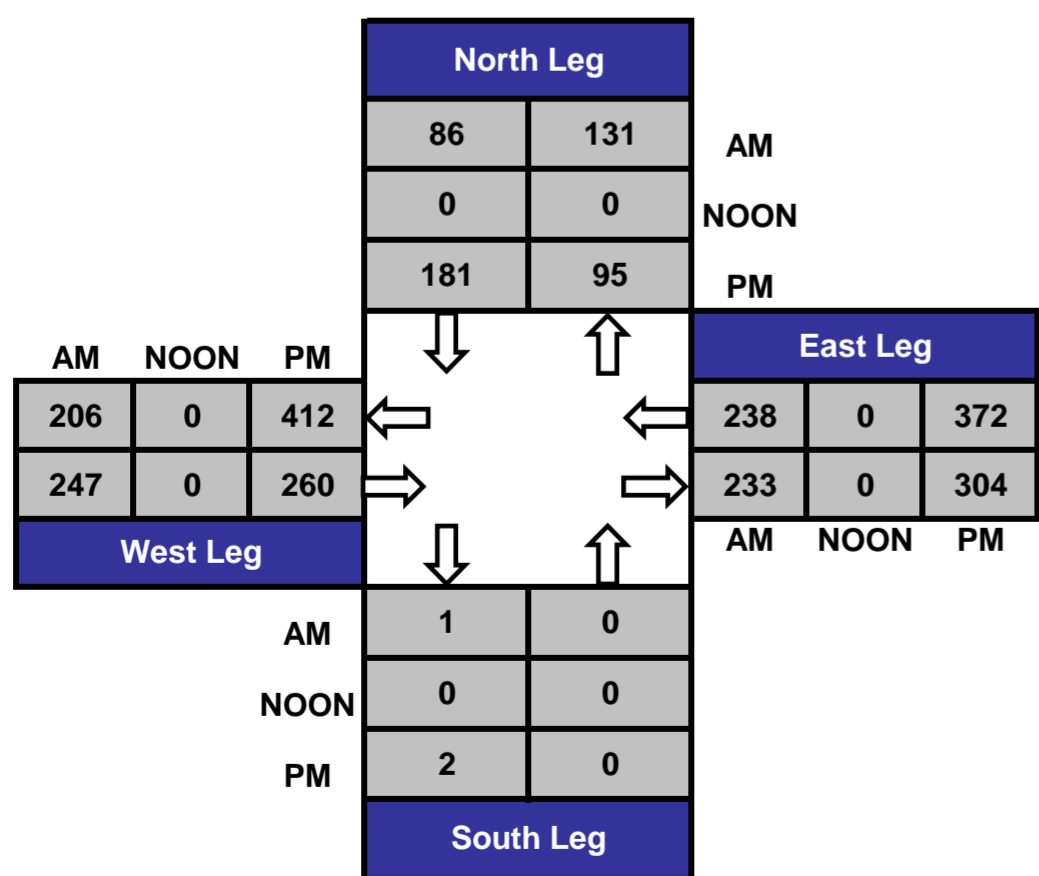 North Leg
86 131 AM
0 0 NOON
181 95 PM
AM NOON PM
East Leg
206 0 412
238 0 372
247 0 260
233 0 304
West Leg
AM NOON PM
AM 1 0
NOON 0 0
PM 2 0
South Leg